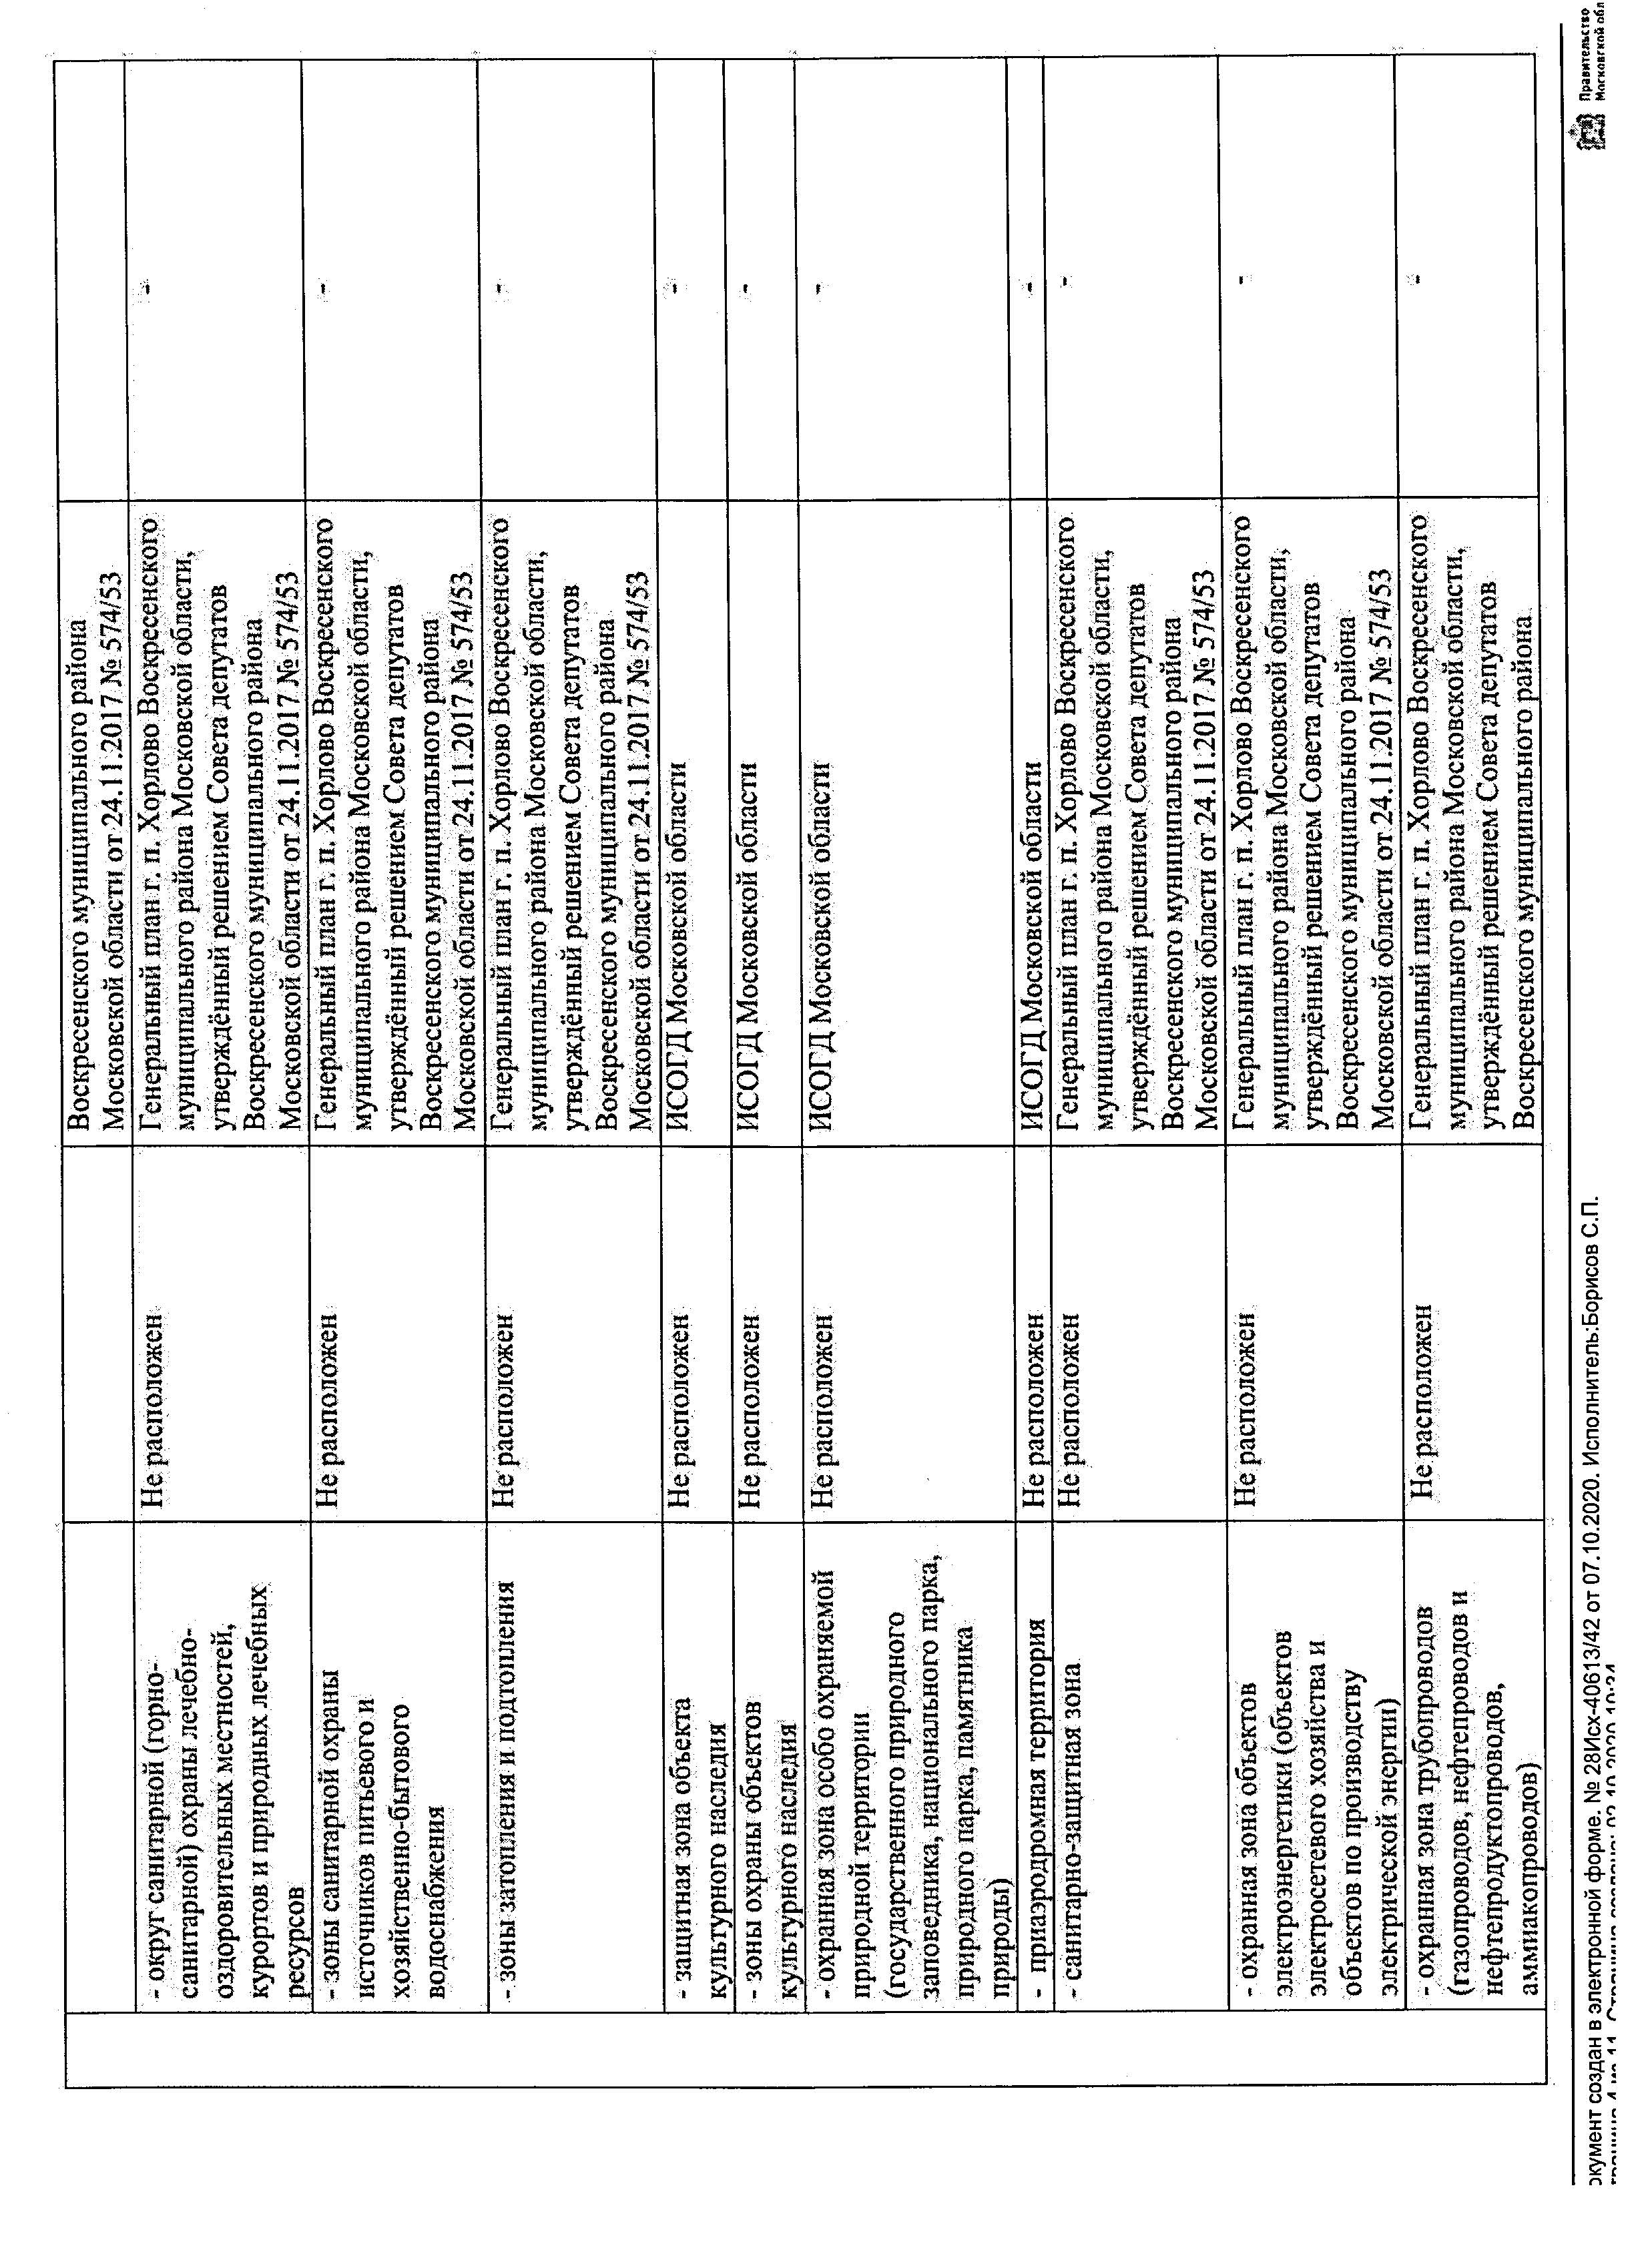 Воскресенского муниципального района
Московской области от 24.11.2017 № 574/53
- округ санитарной (горно-
санитарной) охраны лечебно-
оздоровительных местностей,
курортов и природных лечебных
ресурсов
Не расположен
Генеральный план г. п. Хорлово Воскресенского
муниципального района Московской области,
утверждённый решением Совета депутатов
Воскресенского муниципального района
Московской области от 24.11.2017 № 574/53
-
- зоны санитарной охраны
источников питьевого и
хозяйственно-бытового
водоснабжения
Не расположен
Генеральный план г. п. Хорлово Воскресенского
муниципального района Московской области,
утверждённый решением Совета депутатов
Воскресенского муниципального района
Московской области от 24.11.2017 № 574/53
-
- зоны затопления и подтопления
Не расположен
Генеральный план г. п. Хорлово Воскресенского
муниципального района Московской области,
утверждённый решением Совета депутатов
Воскресенского муниципального района
Московской области от 24.11.2017 № 574/53
-
- защитная зона объекта
культурного наследия
Не расположен
ИСОГД Московской области
-
- зоны охраны объектов
культурного наследия
Не расположен
ИСОГД Московской области
-
- охранная зона особо охраняемой
природной территории
(государственного природного
заповедника, национального парка,
природного парка, памятника
природы)
Не расположен
ИСОГД Московской области
-
- приаэродромная территория
Не расположен
ИСОГД Московской области
-
- санитарно-защитная зона
Не расположен
Генеральный план г. п. Хорлово Воскресенского
муниципального района Московской области,
утверждённый решением Совета депутатов
Воскресенского муниципального района
Московской области от 24.11.2017 № 574/53
-
- охранная зона объектов
электроэнергетики (объектов
электросетевого хозяйства и
объектов по производству
электрической энергии)
Не расположен
Генеральный план г. п. Хорлово Воскресенского
муниципального района Московской области,
утверждённый решением Совета депутатов
Воскресенского муниципального района
Московской области от 24.11.2017 № 574/53
-
- охранная зона трубопроводов
(газопроводов, нефтепроводов и
нефтепродуктопроводов,
аммиакопроводов)
Не расположен
Генеральный план г. п. Хорлово Воскресенского
муниципального района Московской области,
утверждённый решением Совета депутатов
Воскресенского муниципального района
-
окумент создан в электронной форме. № 28Исх-40613/42 от 07.10.2020. Исполнитель:Борисов С.П.
Правительство
Московской обл